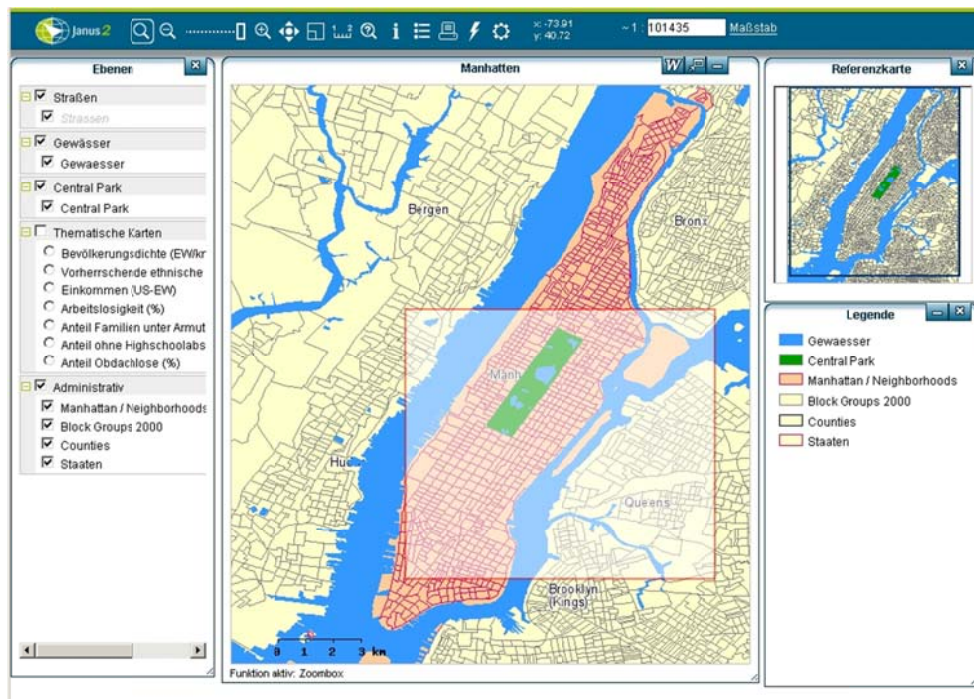 Janus 2
x: -73.91
y: 40.72
~ 1 : 101435 Maßstab
Ebenen
Straßen
Strassen
Gewässer
Gewaesser
Central Park
Central Park
Thematische Karten
Bevölkerungsdichte (EW/kr
Vorherrscherde ethnische
Einkommen (US-EW)
Arbeitslosigkeit (%)
Anteil Familien unter Armut
Anteil ohne Highschoolabs
Anteil Obdachlose (%)
Administrativ
Manhattan / Neighborhoods
Block Groups 2000
Counties
Staaten
Manhatten
W
Bergen
Bronx
Manh
Queens
Brooklyn
(Kings)
0 1 2 3 km
Funktion aktiv: Zoombox
Referenzkarte
Legende
Gewaesser
Central Park
Manhattan / Neighborhoods
Block Groups 2000
Counties
Staaten